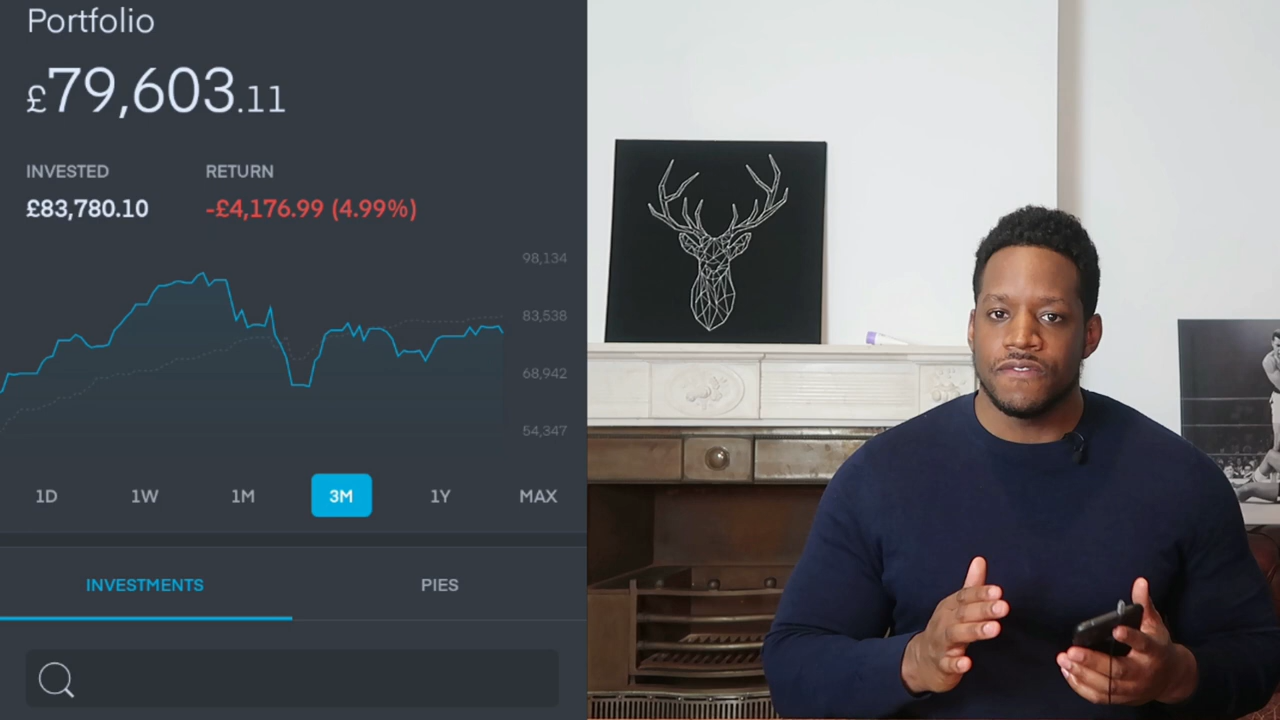 Portfolio
£79,603.11
INVESTED RETURN
£83,780.10 -£4,176.99 (4.99%)
98,134
83,538
68,942
54,347
1D 1W 1M 3M 1Y MAX
INVESTMENTS PIES